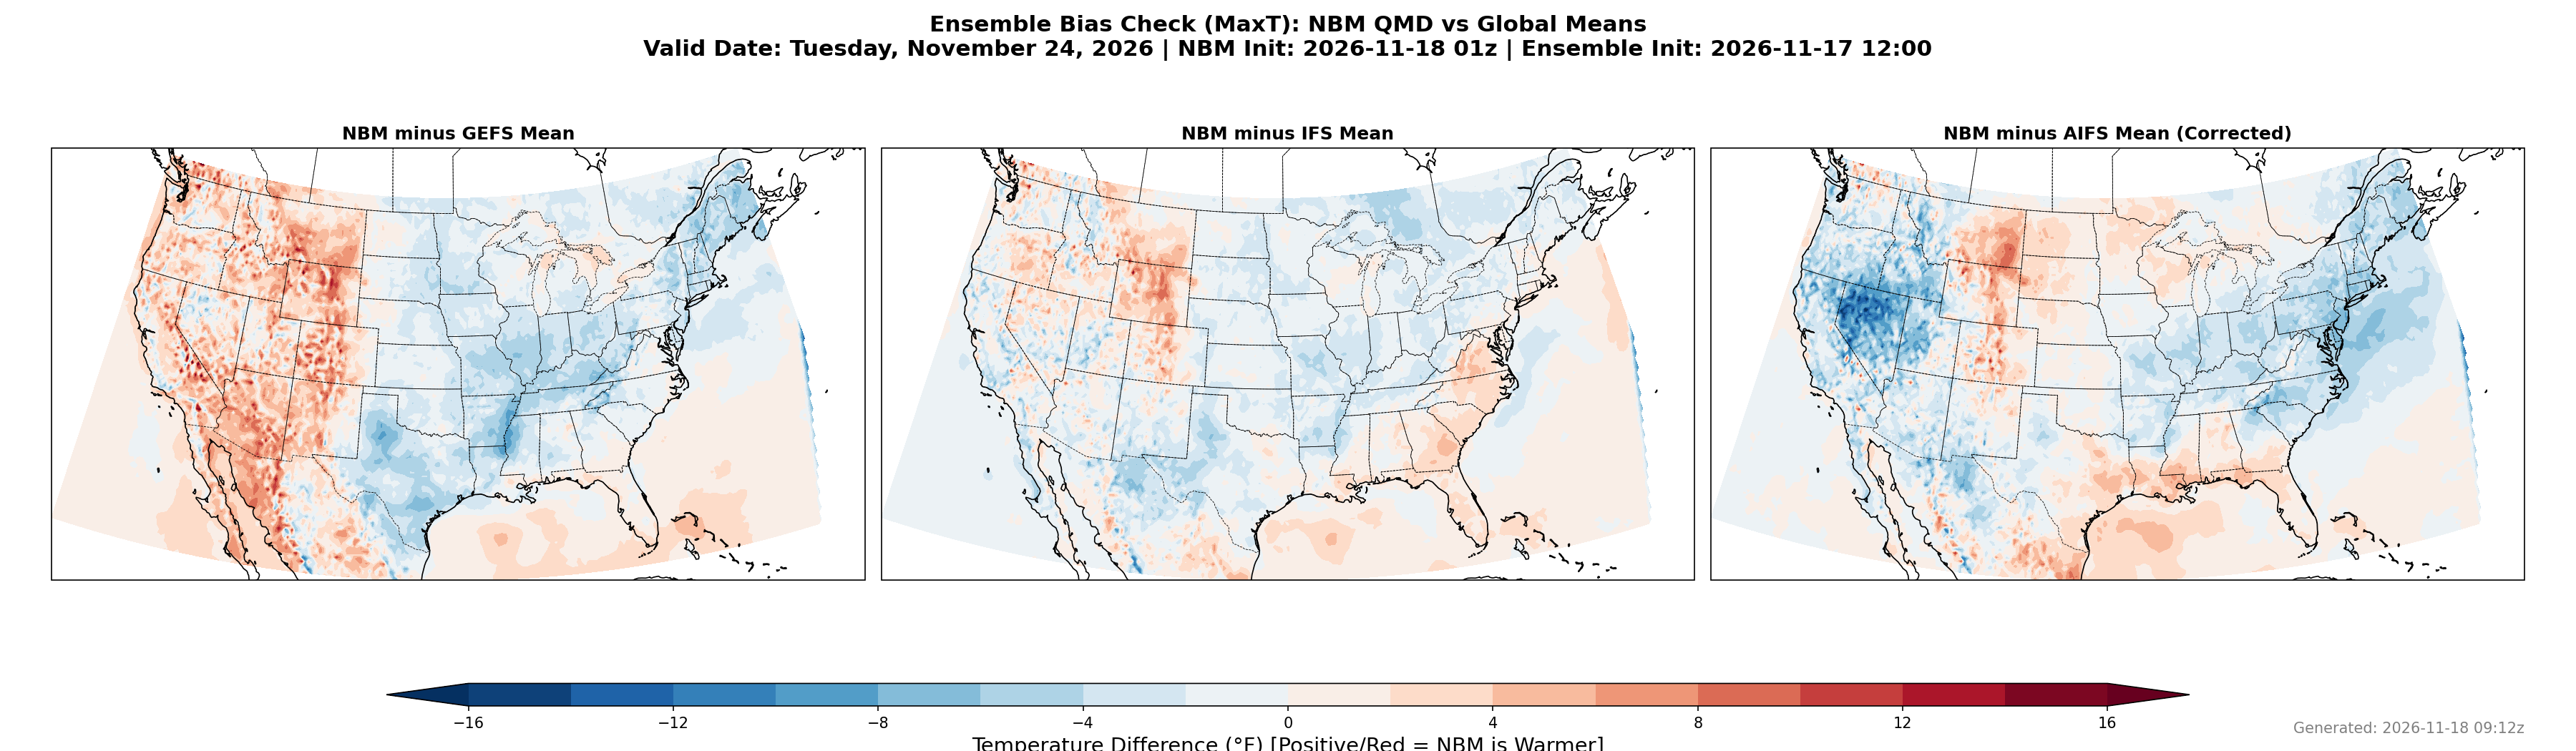 Ensemble Bias Check (MaxT): NBM QMD vs Global Means
Valid Date: Tuesday, November 24, 2026 | NBM Init: 2026-11-18 01z | Ensemble Init: 2026-11-17 12:00
NBM minus GEFS Mean
NBM minus IFS Mean
NBM minus AIFS Mean (Corrected)
−16 −12 −8 −4 0 4 8 12 16
Generated: 2026-11-18 09:12z
Temperature Difference (°F) [Positive/Red = NBM is Warmer]